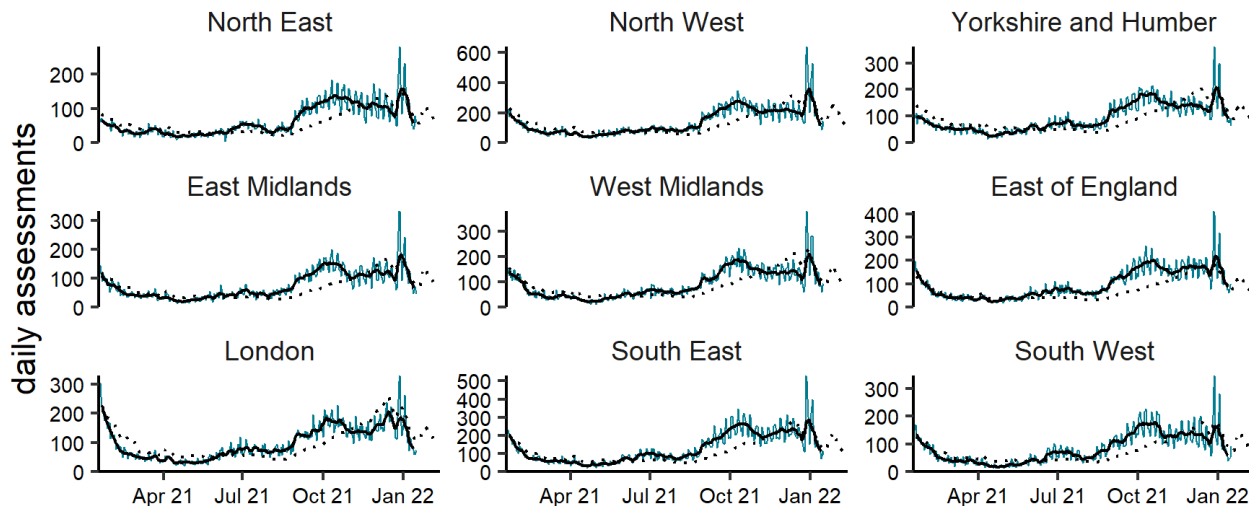 North East
North West
Yorkshire and Humber
200
100
0
600
400
200
0
300
200
100
0
East Midlands
West Midlands
East of England
300
200
100
0
300
200
100
0
400
300
200
100
0
London
South East
South West
300
200
100
0
500
400
300
200
100
0
300
200
100
0
Apr 21 Jul 21 Oct 21 Jan 22
Apr 21 Jul 21 Oct 21 Jan 22
Apr 21 Jul 21 Oct 21 Jan 22
daily assessments